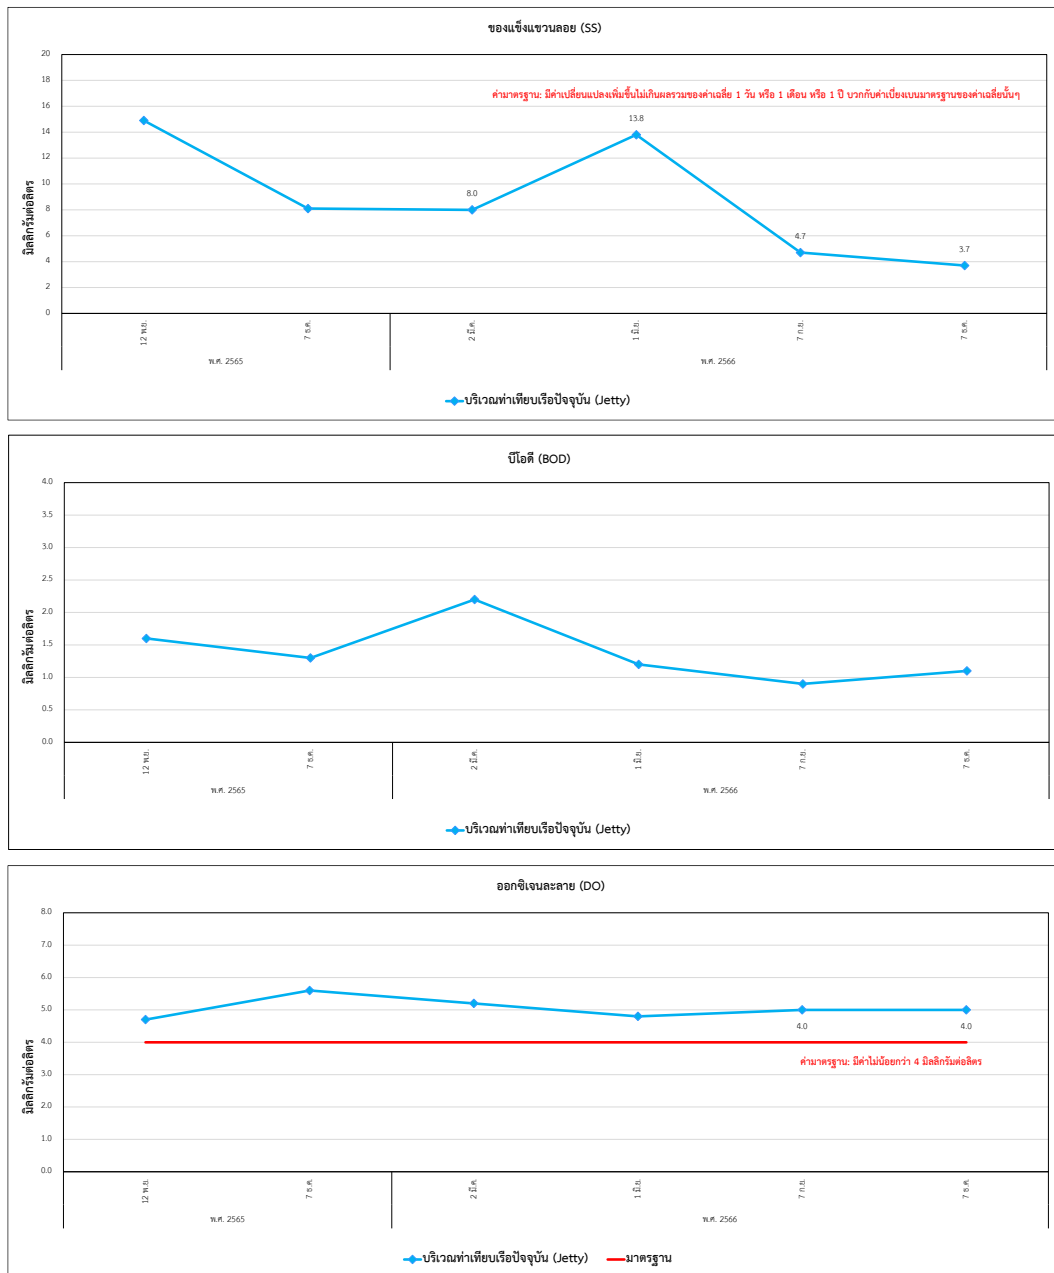 ของแข็งแขวนลอย (SS)
20
18
16
14
12
10
8
6
4
2
0
มิลลิกรัมต่อลิตร
ค่ามาตรฐาน: มีค่าเปลี่ยนแปลงเพิ่มขึ้นไม่เกินผลรวมของค่าเฉลี่ย 1 วัน หรือ 1 เดือน หรือ 1 ปี บวกกับค่าเบี่ยงเบนมาตรฐานของค่าเฉลี่ยนั้นๆ
8.0
13.8
4.7
3.7
12 พ.ย.
7 ธ.ค.
2 มี.ค.
1 มิ.ย.
7 ก.ย.
7 ธ.ค.
พ.ศ. 2565
พ.ศ. 2566
บริเวณท่าเทียบเรือปัจจุบัน (Jetty)
บีโอดี (BOD)
4.0
3.5
3.0
2.5
2.0
1.5
1.0
0.5
0.0
มิลลิกรัมต่อลิตร
12 พ.ย.
7 ธ.ค.
2 มี.ค.
1 มิ.ย.
7 ก.ย.
7 ธ.ค.
พ.ศ. 2565
พ.ศ. 2566
บริเวณท่าเทียบเรือปัจจุบัน (Jetty)
ออกซิเจนละลาย (DO)
8.0
7.0
6.0
5.0
4.0
3.0
2.0
1.0
0.0
มิลลิกรัมต่อลิตร
4.0
4.0
ค่ามาตรฐาน: มีค่าไม่น้อยกว่า 4 มิลลิกรัมต่อลิตร
12 พ.ย.
7 ธ.ค.
2 มี.ค.
1 มิ.ย.
7 ก.ย.
7 ธ.ค.
พ.ศ. 2565
พ.ศ. 2566
บริเวณท่าเทียบเรือปัจจุบัน (Jetty)
มาตรฐาน